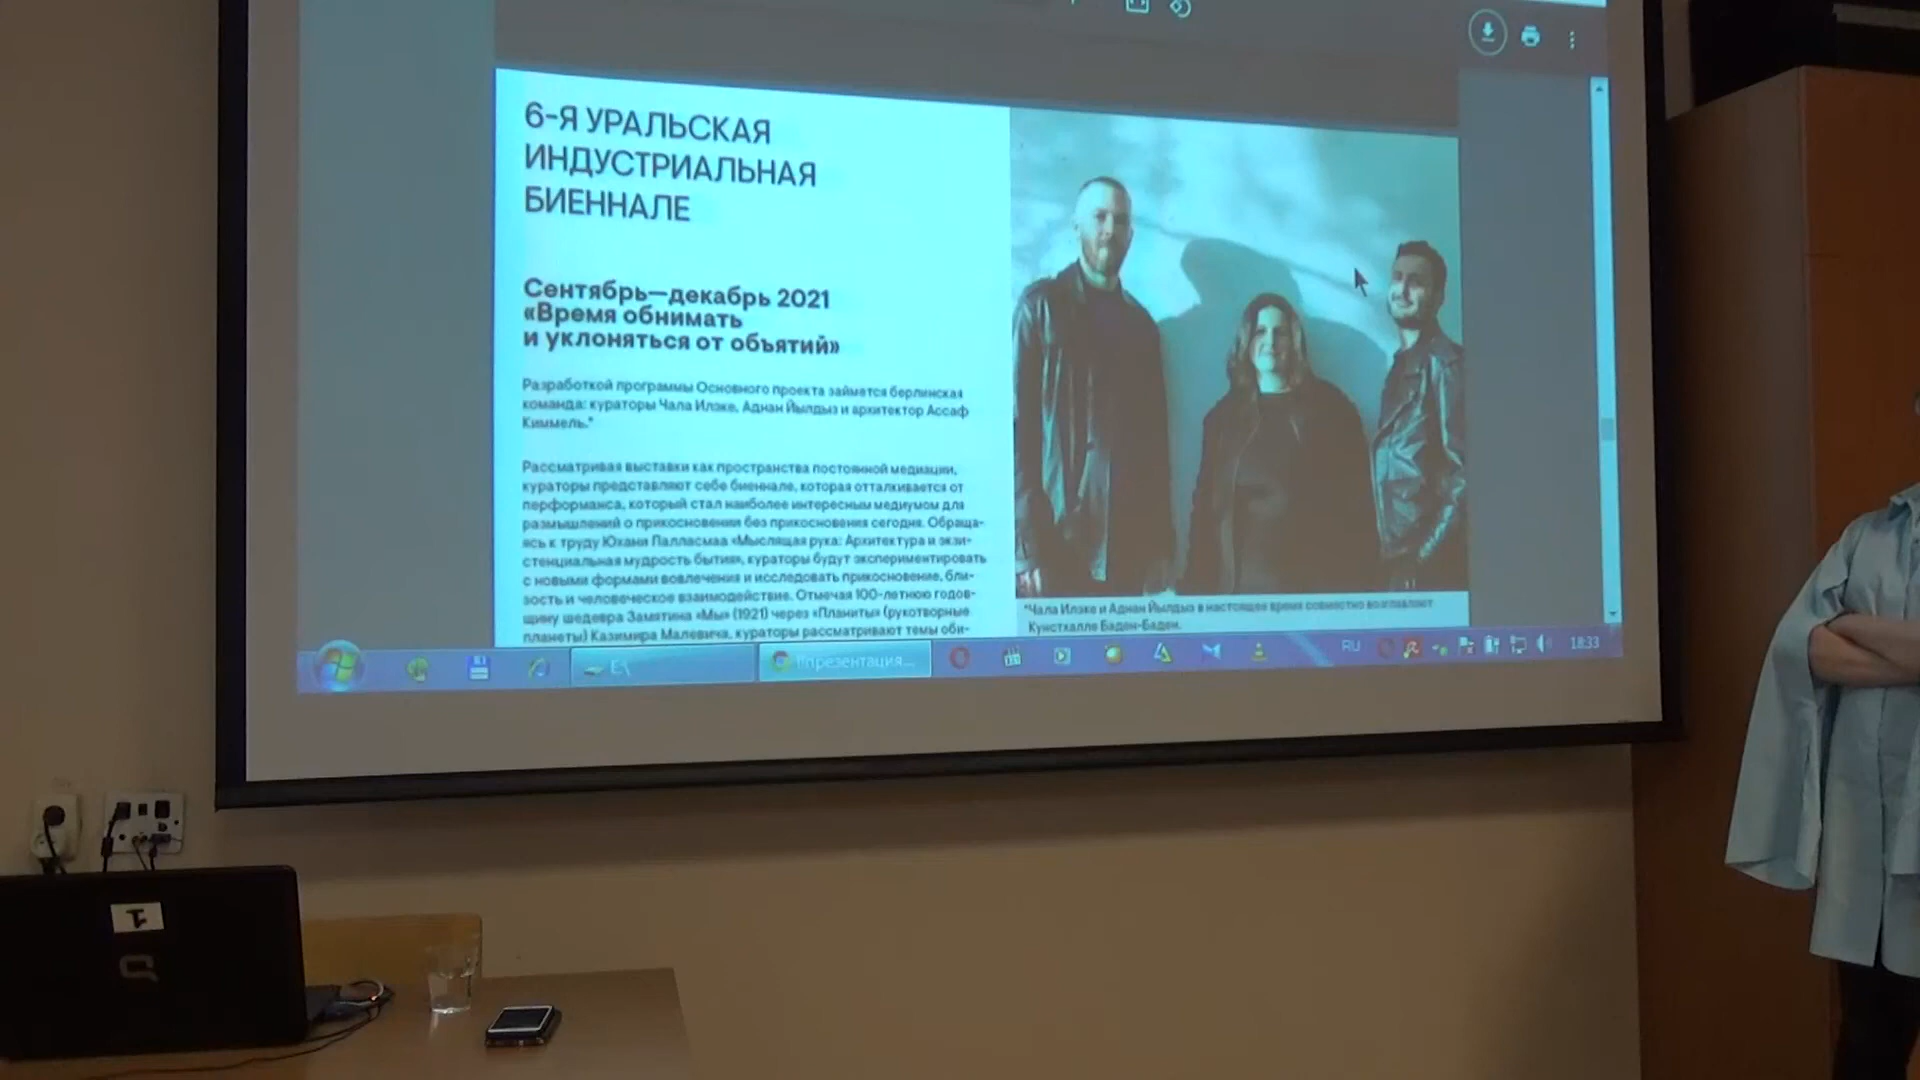 6-Я УРАЛЬСКАЯ
ИНДУСТРИАЛЬНАЯ
БИЕННАЛЕ
Сентябрь—декабрь 2021
«Время обнимать
и уклоняться от объятий»
Разработкой программы Основного проекта займется берлинская
команда: кураторы Чала Илэке, Аднан Йылдыз и архитектор Ассаф
Киммель.*
Рассматривая выставки как пространства постоянной медиации,
кураторы представляют себе биеннале, которая отталкивается от
перформанса, который стал наиболее интересным медиумом для
размышлений о прикосновении без прикосновения сегодня. Обраща-
ясь к труду Юхани Палласмаа «Мыслящая рука: Архитектура и экзи-
стенциальная мудрость бытия», кураторы будут экспериментировать
с новыми формами вовлечения и исследовать прикосновение, бли-
зость и человеческое взаимодействие. Отмечая 100-летнюю годов-
щину шедевра Замятина «Мы» (1921) через «Планиты» (рукотворные
планеты) Казимира Малевича, кураторы рассматривают темы оби-
*Чала Илэке и Аднан Йылдыз в настоящее время совместно возглавляют
Кунстхалле Баден-Баден.
E:\
!!презентация...
RU
18:33
1